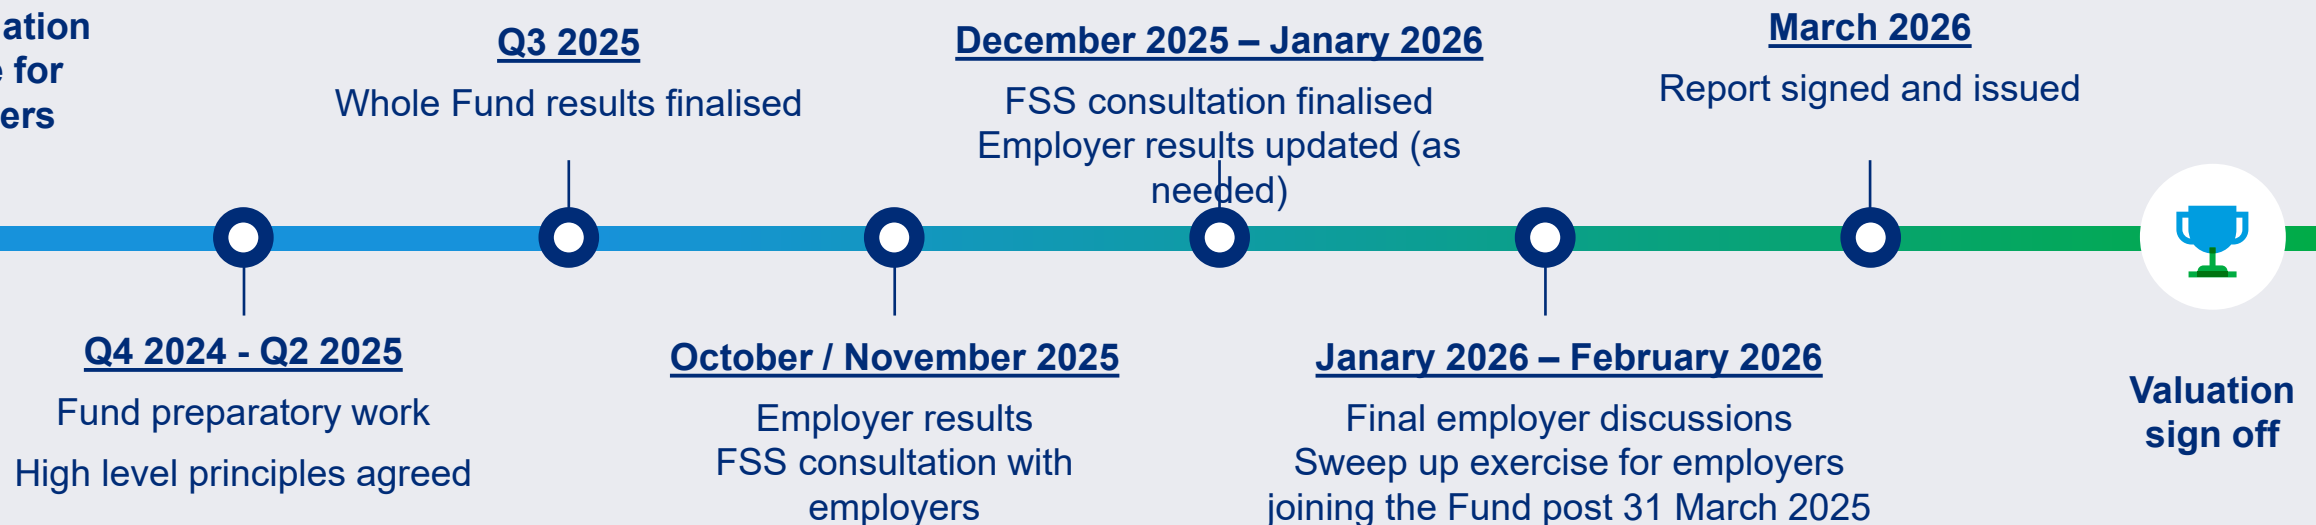 ation
for
ers
Q4 2024 - Q2 2025
Fund preparatory work
High level principles agreed
Q3 2025
Whole Fund results finalised
October / November 2025
Employer results
FSS consultation with
employers
December 2025 – Janary 2026
FSS consultation finalised
Employer results updated (as
needed)
Janary 2026 – February 2026
Final employer discussions
Sweep up exercise for employers
joining the Fund post 31 March 2025
March 2026
Report signed and issued
Valuation
sign off